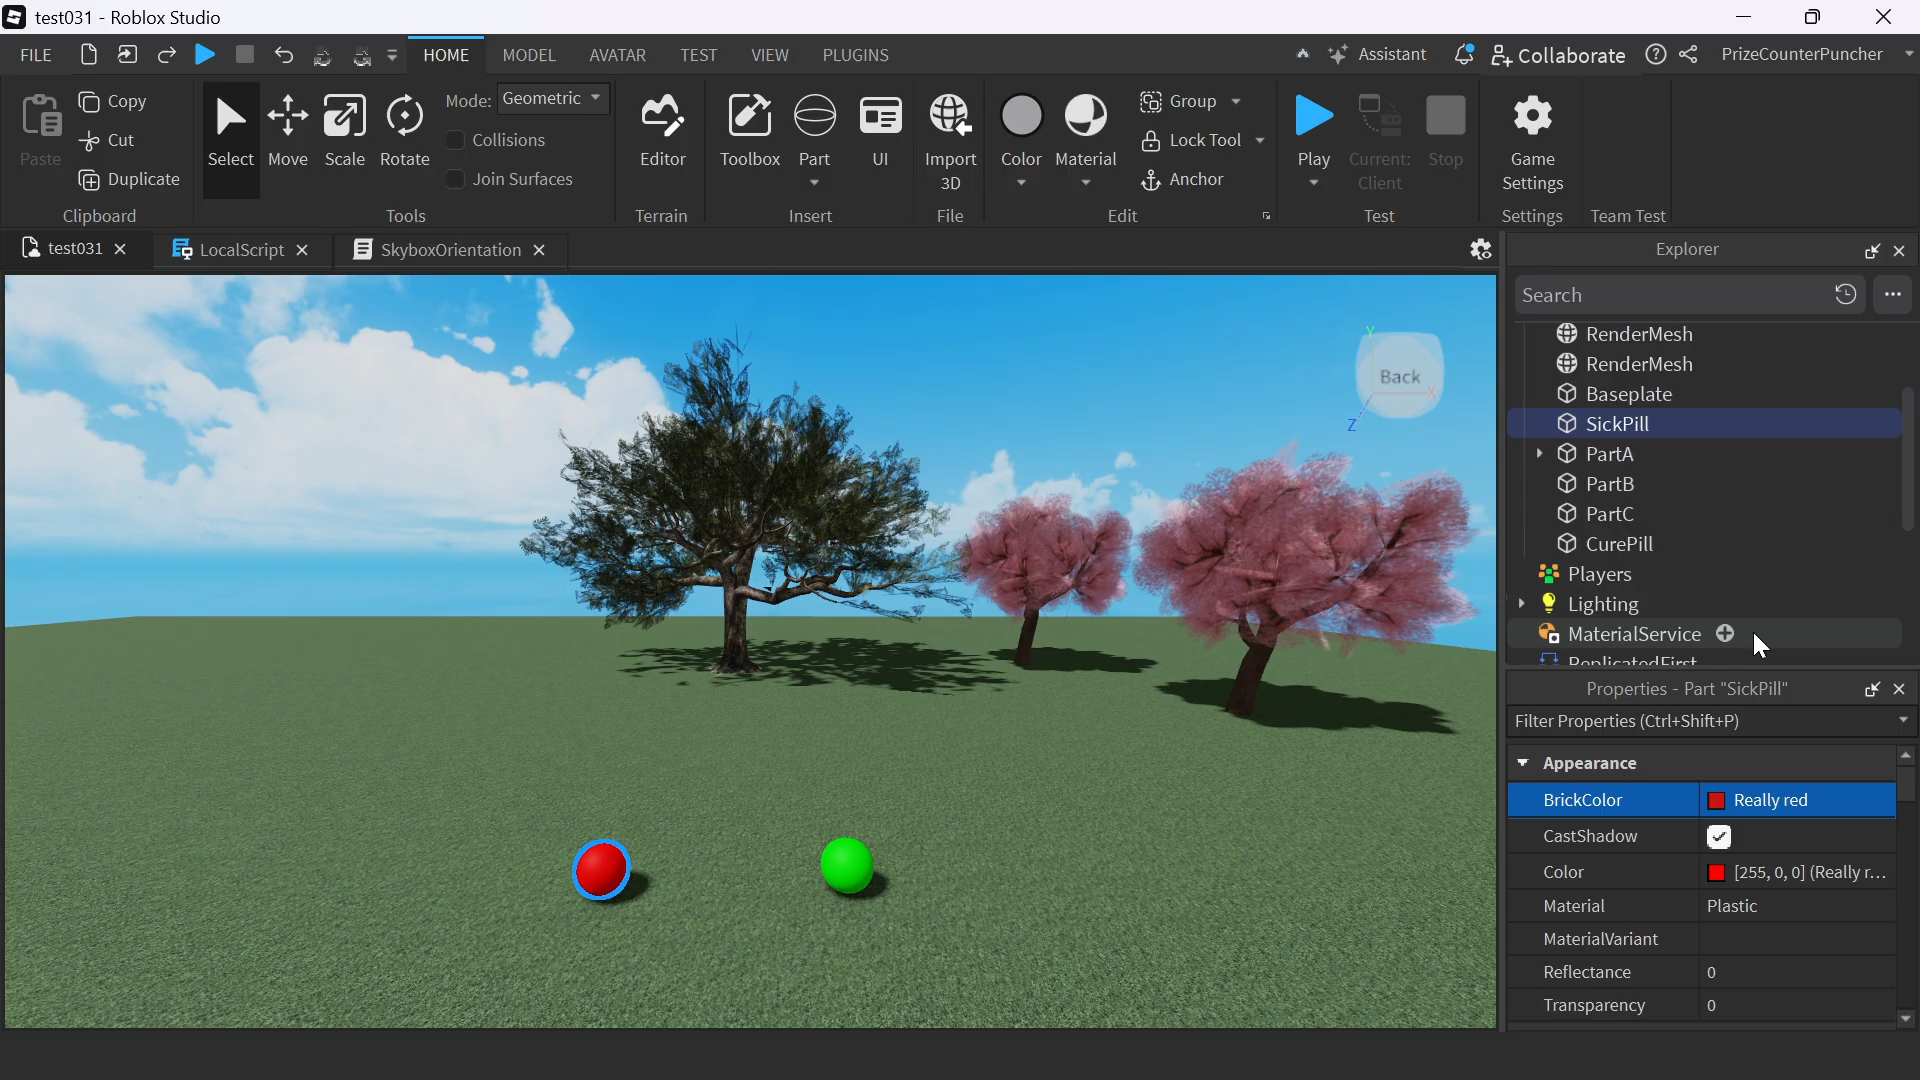 test031 - Roblox Studio
FILE HOME MODEL AVATAR TEST VIEW PLUGINS Assistant Collaborate PrizeCounterPuncher
Paste Copy Cut Duplicate
Clipboard
Select Move Scale Rotate
Mode: Geometric
Collisions
Join Surfaces
Tools
Editor
Terrain
Toolbox Part UI
Insert
Import
3D
File
Color Material
Group
Lock Tool
Anchor
Edit
Play
Current:
Client
Stop
Test
Game
Settings
Settings
Team Test
test031 LocalScript SkyboxOrientation
Y
Back
X
Z
Explorer
Search
RenderMesh
RenderMesh
Baseplate
SickPill
PartA
PartB
PartC
CurePill
Players
Lighting
MaterialService
ReplicatedFirst
Properties - Part "SickPill"
Filter Properties (Ctrl+Shift+P)
Appearance
BrickColor Really red
CastShadow
Color [255, 0, 0] (Really r...
Material Plastic
MaterialVariant
Reflectance 0
Transparency 0